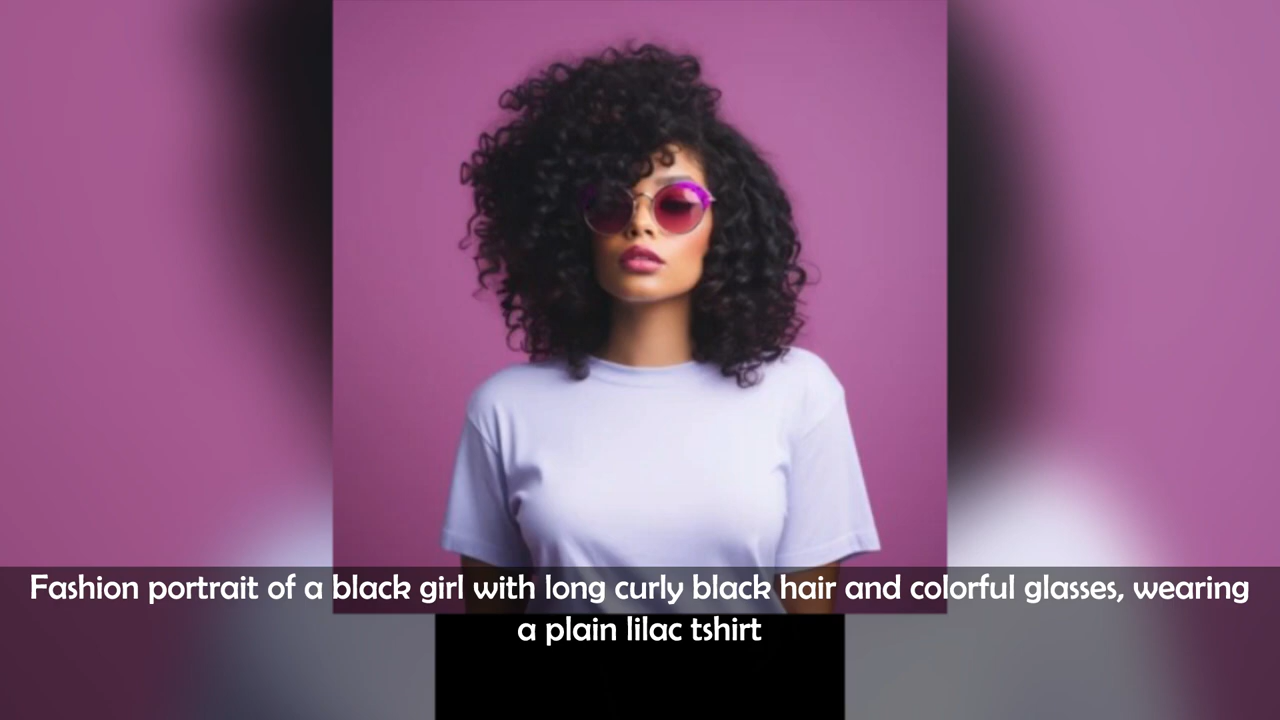 Fashion portrait of a black girl with long curly black hair and colorful glasses, wearing
a plain lilac tshirt